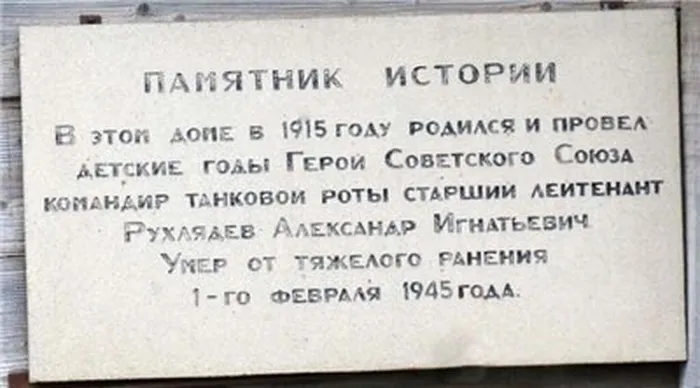 ПАМЯТНИК ИСТОРИИ
В ЭТОМ ДОМЕ В 1915 ГОДУ РОДИЛСЯ И ПРОВЕЛ
ДЕТСКИЕ ГОДЫ ГЕРОЙ СОВЕТСКОГО СОЮЗА
КОМАНДИР ТАНКОВОЙ РОТЫ СТАРШИЙ ЛЕЙТЕНАНТ
РУХЛЯДЕВ АЛЕКСАНДР ИГНАТЬЕВИЧ
УМЕР ОТ ТЯЖЕЛОГО РАНЕНИЯ
1-ГО ФЕВРАЛЯ 1945 ГОДА.